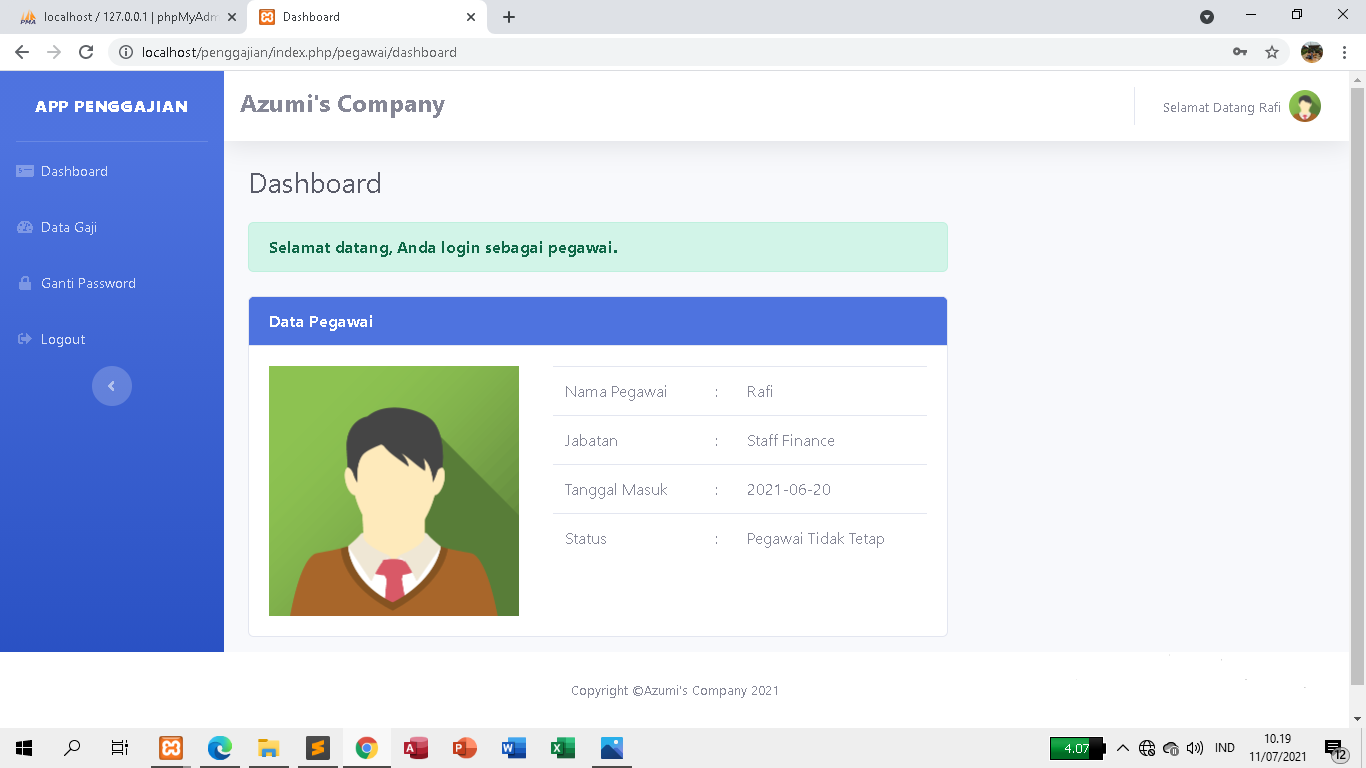 localhost / 127.0.0.1 | phpMyAdm
Dashboard
localhost/penggajian/index.php/pegawai/dashboard
APP PENGGAJIAN
Azumi's Company
Selamat Datang Rafi
Dashboard
Data Gaji
Ganti Password
Logout
Dashboard
Selamat datang, Anda login sebagai pegawai.
Data Pegawai
Nama Pegawai : Rafi
Jabatan : Staff Finance
Tanggal Masuk : 2021-06-20
Status : Pegawai Tidak Tetap
Copyright ©Azumi's Company 2021
4.07
IND
10.19
11/07/2021
12